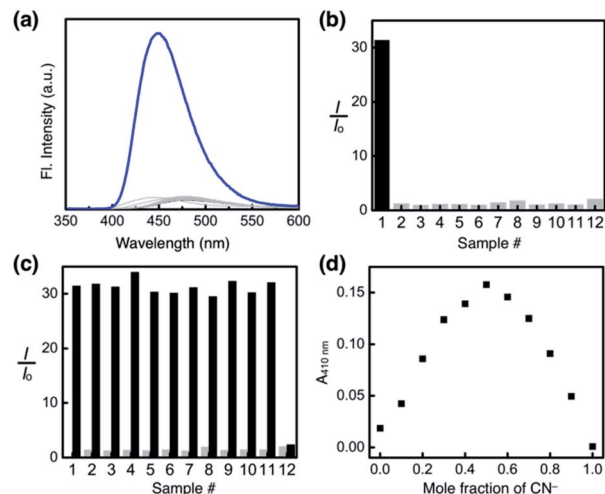 (a)
Fl. Intensity (a.u.)
350 400 450 500 550 600
Wavelength (nm)
(b)
I/I₀
30
20
10
0
1 2 3 4 5 6 7 8 9 10 11 12
Sample #
(c)
I/I₀
40
30
20
10
0
1 2 3 4 5 6 7 8 9 10 11 12
Sample #
(d)
A410 nm
0.15
0.10
0.05
0.00
0.0 0.2 0.4 0.6 0.8 1.0
Mole fraction of CN⁻